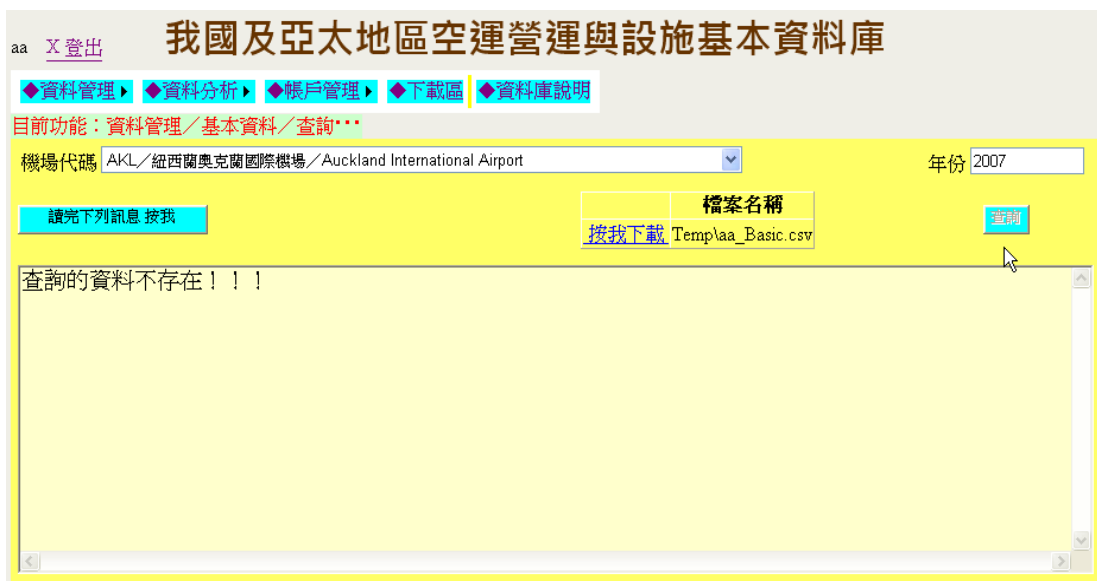 aa X 登出 我國及亞太地區空運營運與設施基本資料庫
◆資料管理 ◆資料分析 ◆帳戶管理 ◆下載區 ◆資料庫說明
目前功能：資料管理／基本資料／查詢…
機場代碼 AKL／紐西蘭奧克蘭國際機場／Auckland International Airport 年份 2007
檔案名稱
讀完下列訊息 按我 按我下載 Temp\aa_Basic.csv 查詢
查詢的資料不存在！！！